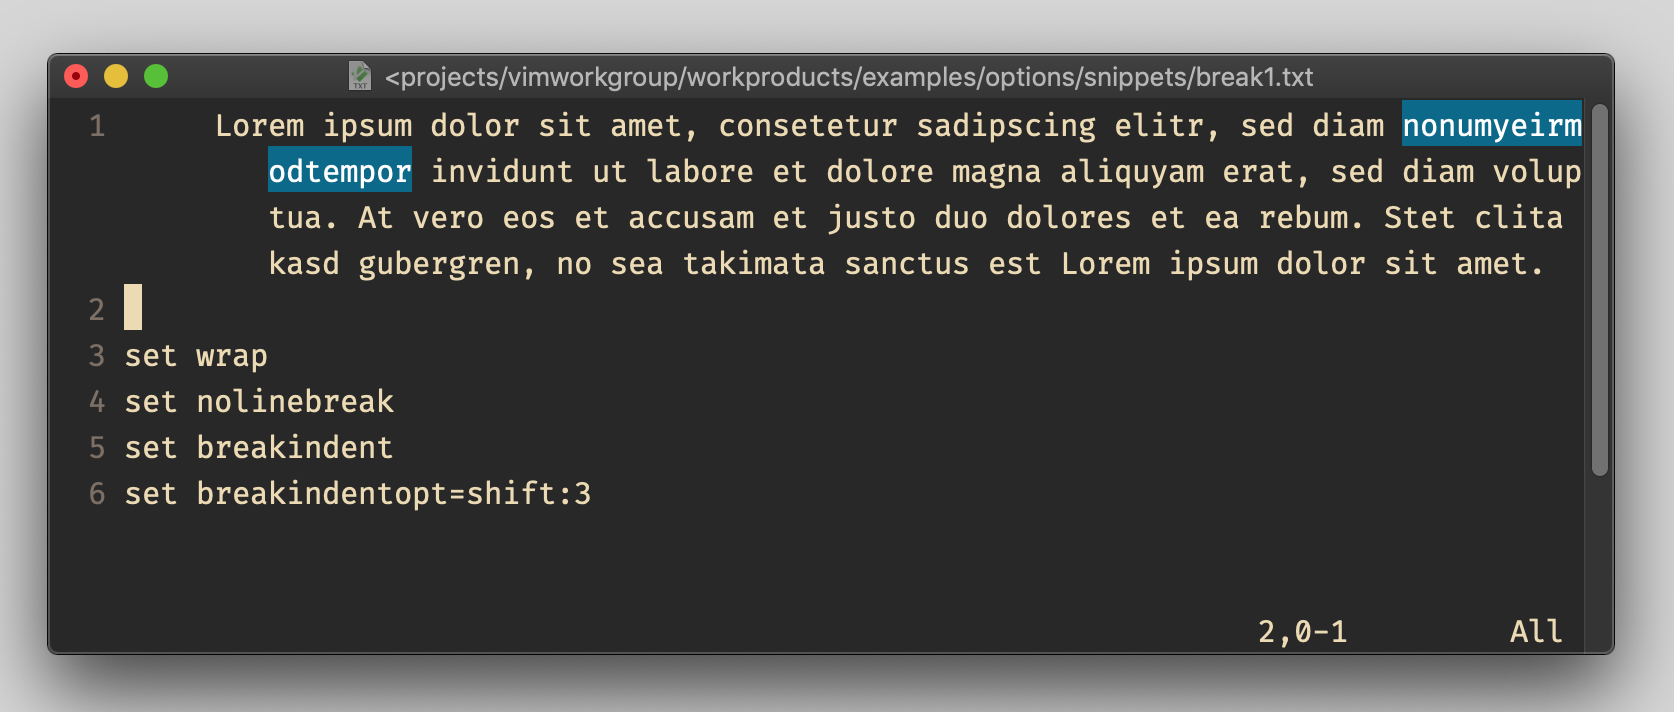 <projects/vimworkgroup/workproducts/examples/options/snippets/break1.txt
1 Lorem ipsum dolor sit amet, consetetur sadipscing elitr, sed diam nonumyeirm
odtempor invidunt ut labore et dolore magna aliquyam erat, sed diam volup
tua. At vero eos et accusam et justo duo dolores et ea rebum. Stet clita
kasd gubergren, no sea takimata sanctus est Lorem ipsum dolor sit amet.
2
3 set wrap
4 set nolinebreak
5 set breakindent
6 set breakindentopt=shift:3
2,0-1 All